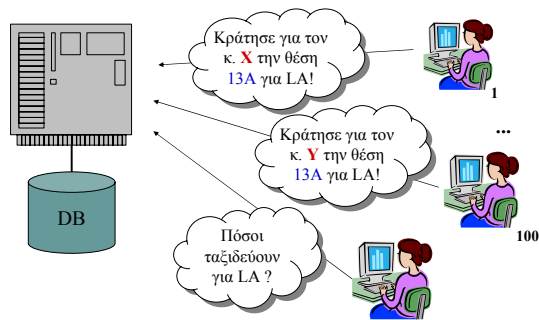 Κράτησε για τον
κ. X την θέση
13A για LA!
1
Κράτησε για τον
κ. Y την θέση
13A για LA!
...
100
DB
Πόσοι
ταξιδεύουν
για LA ?